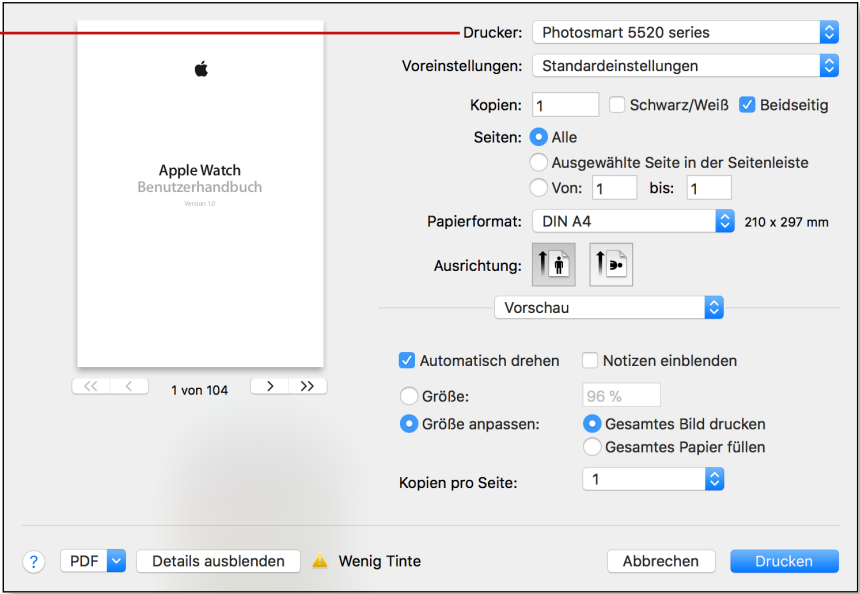 Drucker: Photosmart 5520 series
Voreinstellungen: Standardeinstellungen
Kopien: 1 Schwarz/Weiß Beidseitig
Seiten: Alle
Ausgewählte Seite in der Seitenleiste
Von: 1 bis: 1
Papierformat: DIN A4 210 x 297 mm
Ausrichtung:
Vorschau
Apple Watch
Benutzerhandbuch
Version 1.0
<< < 1 von 104 > >>
Automatisch drehen Notizen einblenden
Größe: 96 %
Größe anpassen: Gesamtes Bild drucken
Gesamtes Papier füllen
Kopien pro Seite: 1
? PDF Details ausblenden Wenig Tinte Abbrechen Drucken